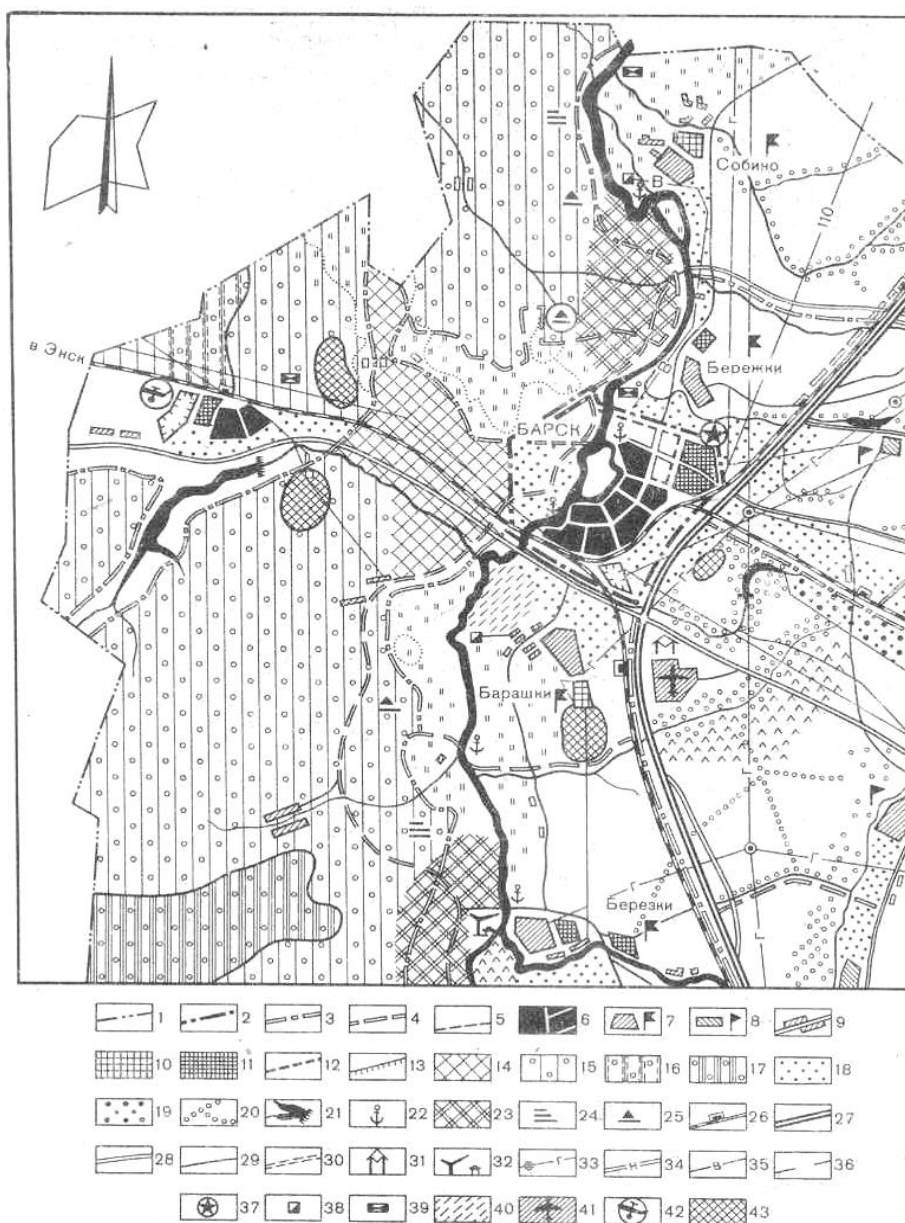 Собино
В
110
в Энск
Бережки
БАРСК
Барашки
Г
Г
Березки
Г
1 2 3 4 5 6 7 8 9
10 11 12 13 14 15 16 17 18
19 20 21 22 23 24 25 26 27
28 29 30 31 32 Г 33 Н 34 В 35 36
37 38 39 40 41 42 43